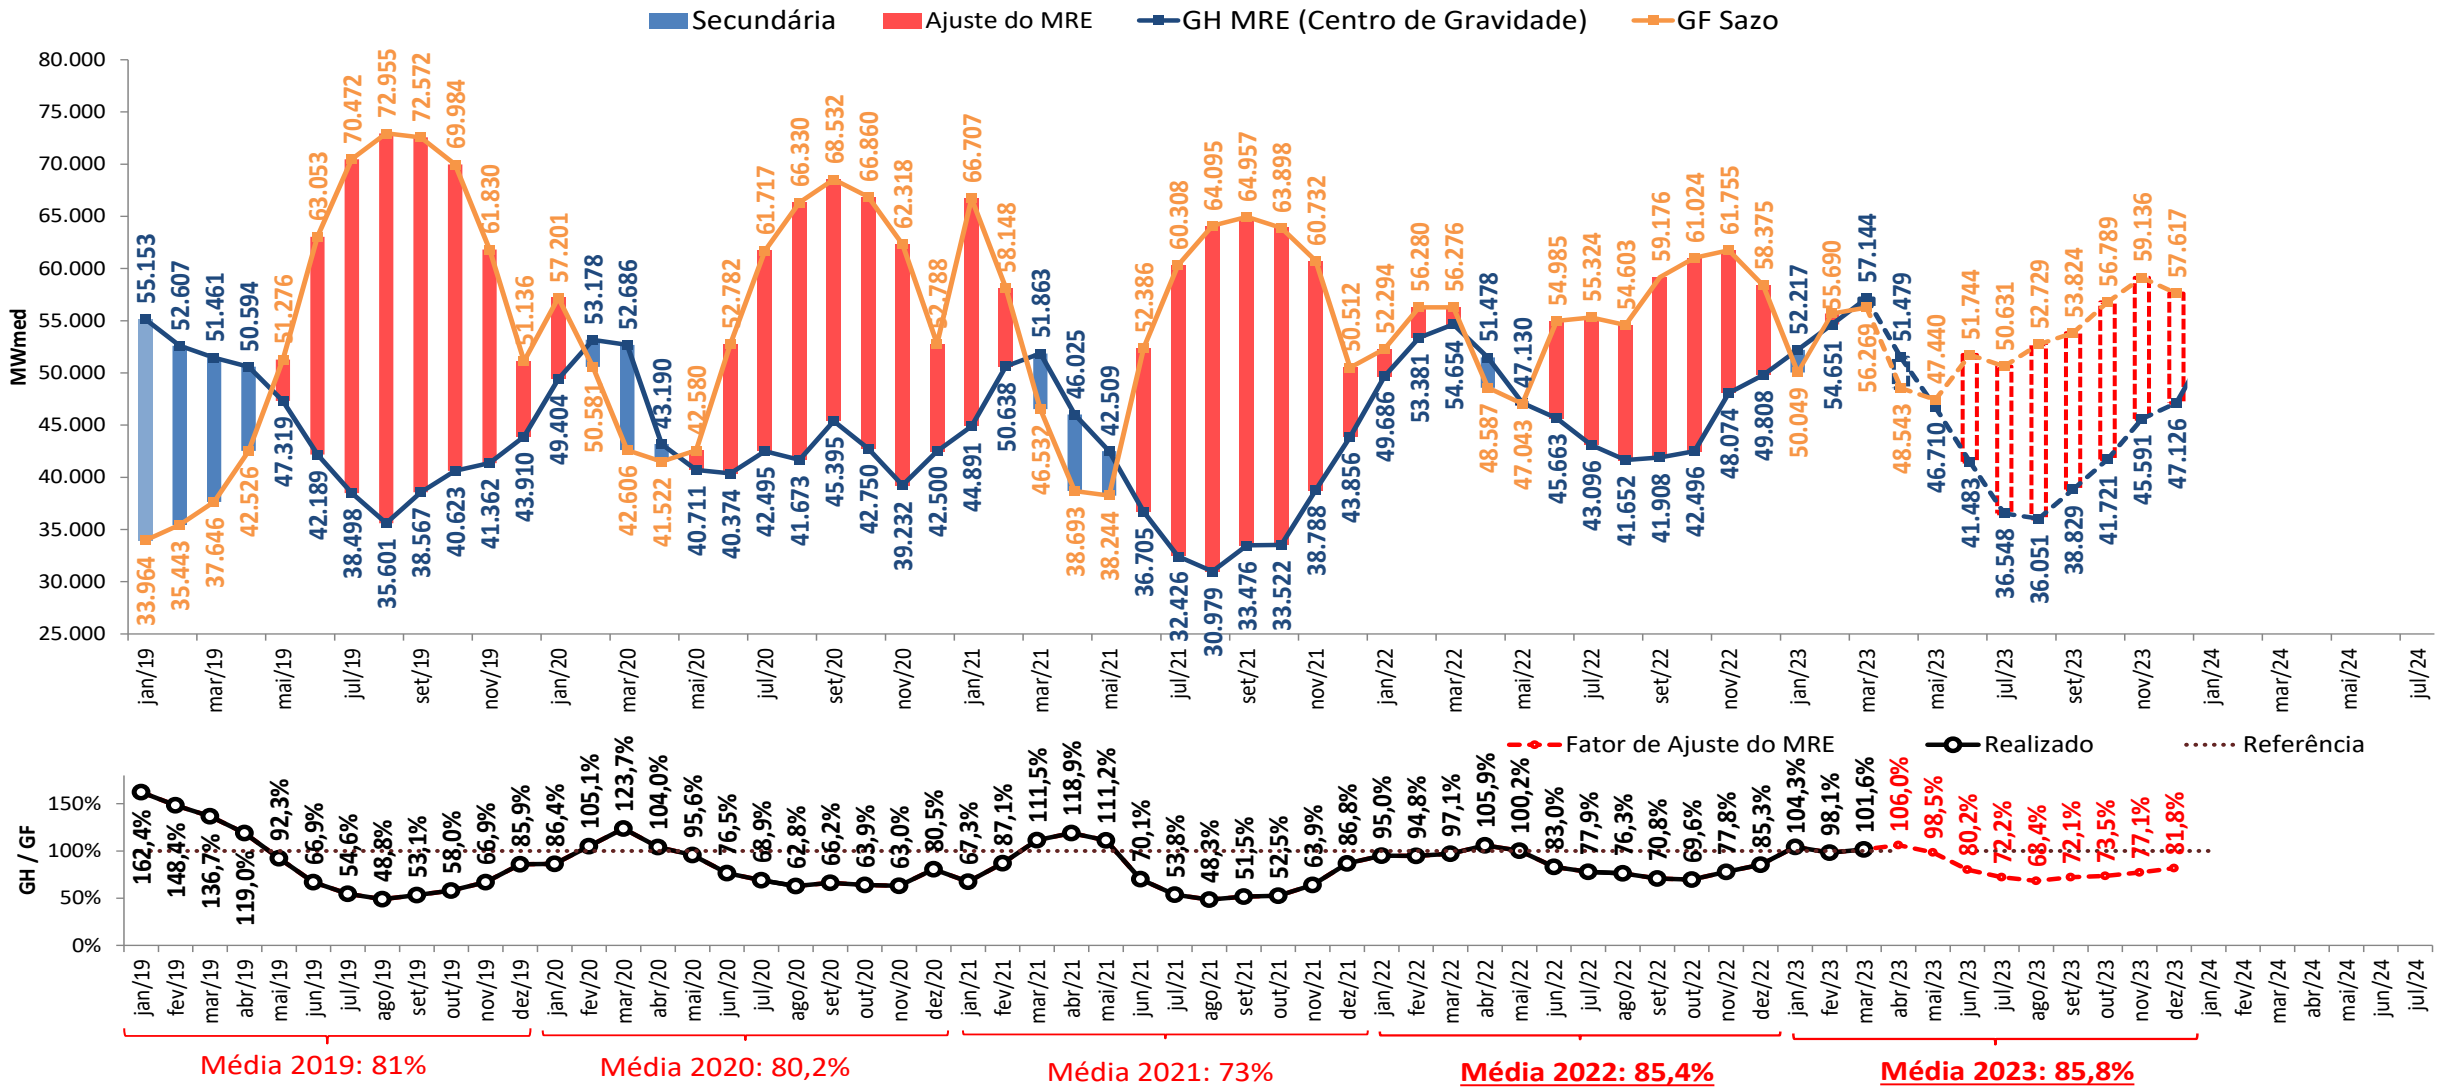 Secundária Ajuste do MRE GH MRE (Centro de Gravidade) GF Sazo
MWmed
80.000
75.000
70.000
65.000
60.000
55.000
50.000
45.000
40.000
35.000
30.000
25.000
55.153 52.607 51.461 50.594 47.319 42.189 38.498 35.601 38.567 40.623 41.362 43.910 49.404 53.178 52.686 43.190 40.711 40.374 42.495 41.673 45.395 42.750 39.232 42.500 44.891 50.638 51.863 46.025 42.509 36.705 32.426 30.979 33.476 33.522 38.788 43.856 49.686 53.381 54.654 51.478 47.130 45.663 43.096 41.652 41.908 42.496 48.074 49.808 52.217 54.651 57.144 51.479 46.710 41.483 36.548 36.051 38.829 41.721 45.591 47.126
33.964 35.443 37.646 42.526 51.276 63.053 70.472 72.955 72.572 69.984 61.830 51.136 57.201 50.581 42.606 41.522 42.580 52.782 61.717 66.330 68.532 66.860 62.318 52.788 66.707 58.148 46.532 38.693 38.244 52.386 60.308 64.095 64.957 63.898 60.732 50.512 52.294 56.280 56.276 48.587 47.043 54.985 55.324 54.603 59.176 61.024 61.755 58.375 50.049 55.690 56.269 48.543 47.440 51.744 50.631 52.729 53.824 56.789 59.136 57.617
jan/19 mar/19 mai/19 jul/19 set/19 nov/19 jan/20 mar/20 mai/20 jul/20 set/20 nov/20 jan/21 mar/21 mai/21 jul/21 set/21 nov/21 jan/22 mar/22 mai/22 jul/22 set/22 nov/22 jan/23 mar/23 mai/23 jul/23 set/23 nov/23 jan/24 mar/24 mai/24 jul/24
Fator de Ajuste do MRE Realizado Referência
GH / GF
150%
100%
50%
0%
162,4% 148,4% 136,7% 119,0% 92,3% 66,9% 54,6% 48,8% 53,1% 58,0% 66,9% 85,9% 86,4% 105,1% 123,7% 104,0% 95,6% 76,5% 68,9% 62,8% 66,2% 63,9% 63,0% 80,5% 67,3% 87,1% 111,5% 118,9% 111,2% 70,1% 53,8% 48,3% 51,5% 52,5% 63,9% 86,8% 95,0% 94,8% 97,1% 105,9% 100,2% 83,0% 77,9% 76,3% 70,8% 69,6% 77,8% 85,3% 104,3% 98,1% 101,6% 106,0% 98,5% 80,2% 72,2% 68,4% 72,1% 73,5% 77,1% 81,8%
jan/19 fev/19 mar/19 abr/19 mai/19 jun/19 jul/19 ago/19 set/19 out/19 nov/19 dez/19 jan/20 fev/20 mar/20 abr/20 mai/20 jun/20 jul/20 ago/20 set/20 out/20 nov/20 dez/20 jan/21 fev/21 mar/21 abr/21 mai/21 jun/21 jul/21 ago/21 set/21 out/21 nov/21 dez/21 jan/22 fev/22 mar/22 abr/22 mai/22 jun/22 jul/22 ago/22 set/22 out/22 nov/22 dez/22 jan/23 fev/23 mar/23 abr/23 mai/23 jun/23 jul/23 ago/23 set/23 out/23 nov/23 dez/23 jan/24 fev/24 mar/24 abr/24 mai/24 jun/24 jul/24
Média 2019: 81% Média 2020: 80,2% Média 2021: 73% Média 2022: 85,4% Média 2023: 85,8%